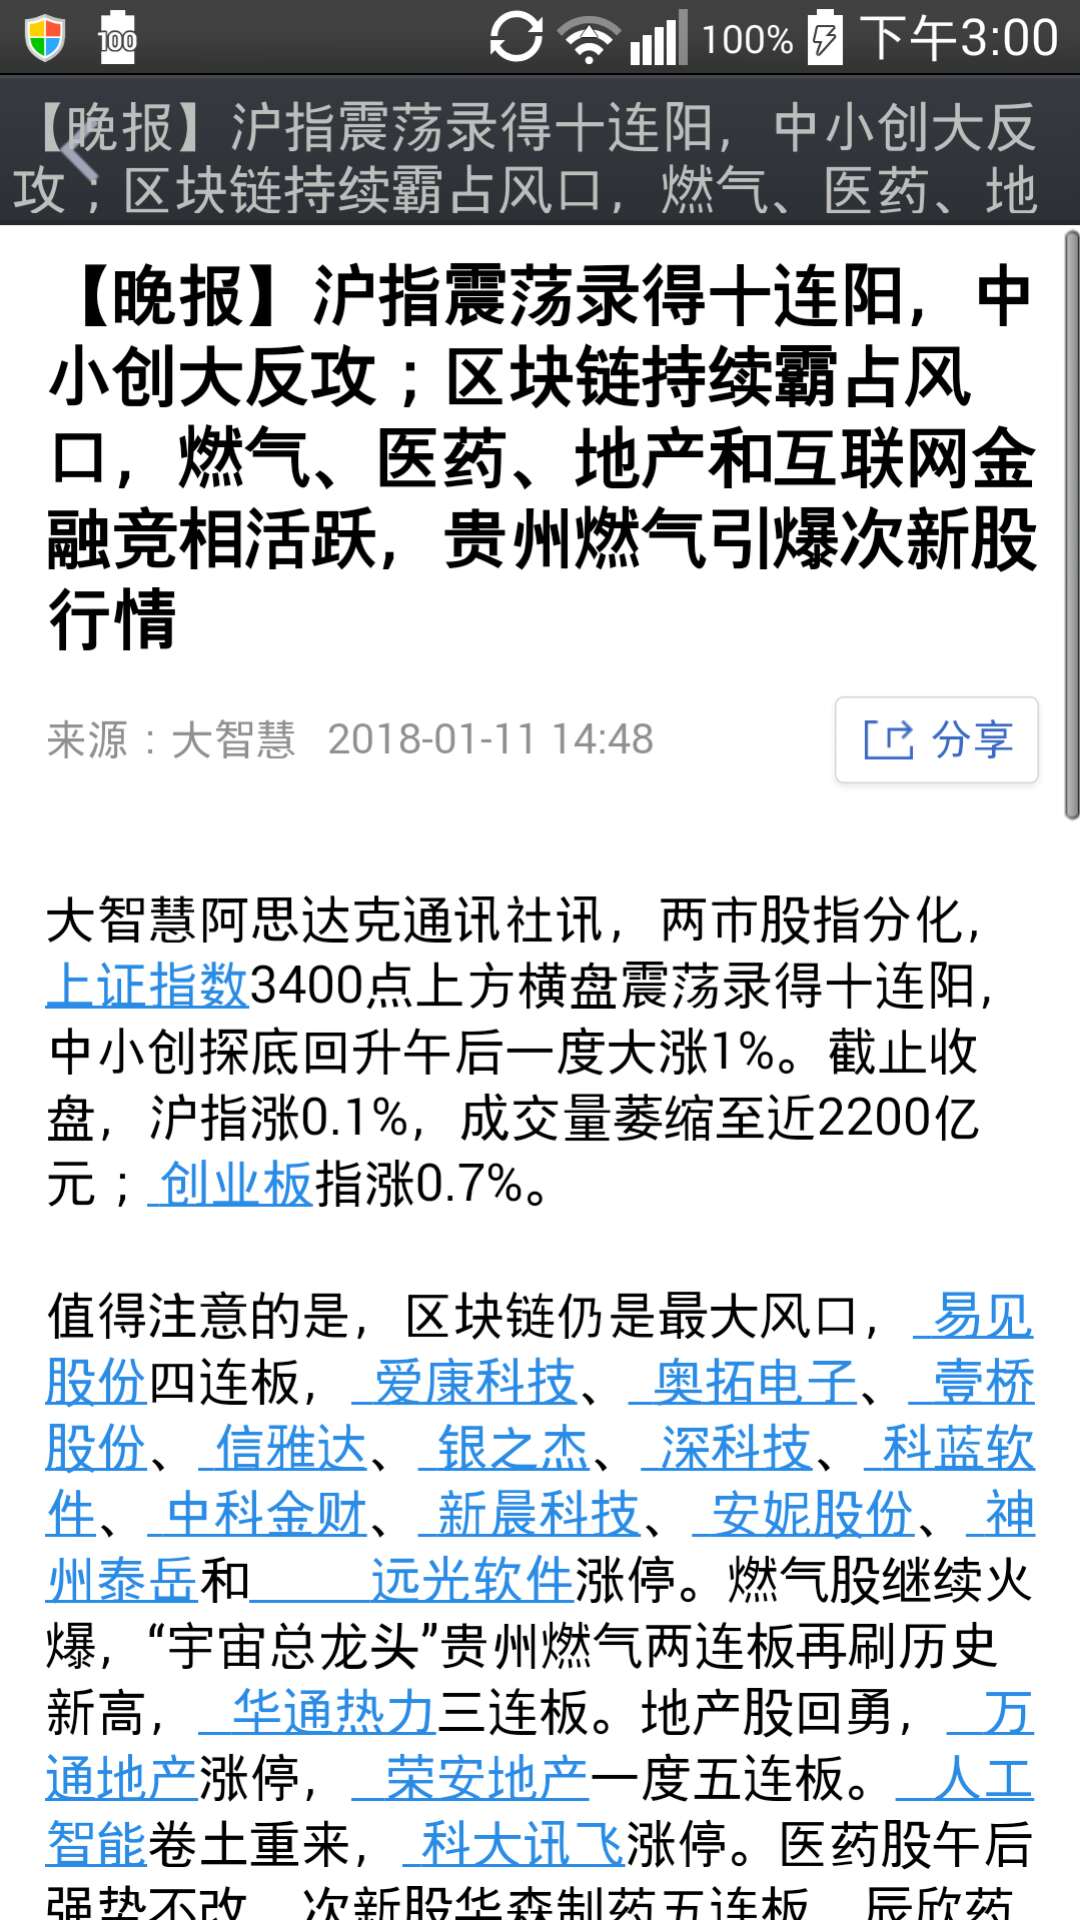 100 100% 下午3:00
【晚报】沪指震荡录得十连阳，中小创大反
攻；区块链持续霸占风口，燃气、医药、地
【晚报】沪指震荡录得十连阳，中
小创大反攻；区块链持续霸占风
口，燃气、医药、地产和互联网金
融竞相活跃，贵州燃气引爆次新股
行情
来源：大智慧 2018-01-11 14:48 分享
大智慧阿思达克通讯社讯，两市股指分化，
上证指数3400点上方横盘震荡录得十连阳，
中小创探底回升午后一度大涨1%。截止收
盘，沪指涨0.1%，成交量萎缩至近2200亿
元；创业板指涨0.7%。
值得注意的是，区块链仍是最大风口，易见
股份四连板，爱康科技、奥拓电子、壹桥
股份、信雅达、银之杰、深科技、科蓝软
件、中科金财、新晨科技、安妮股份、神
州泰岳和远光软件涨停。燃气股继续火
爆，“宇宙总龙头”贵州燃气两连板再刷历史
新高，华通热力三连板。地产股回勇，万
通地产涨停，荣安地产一度五连板。人工
智能卷土重来，科大讯飞涨停。医药股午后
强势不改，次新股华森制药五连板，辰欣药